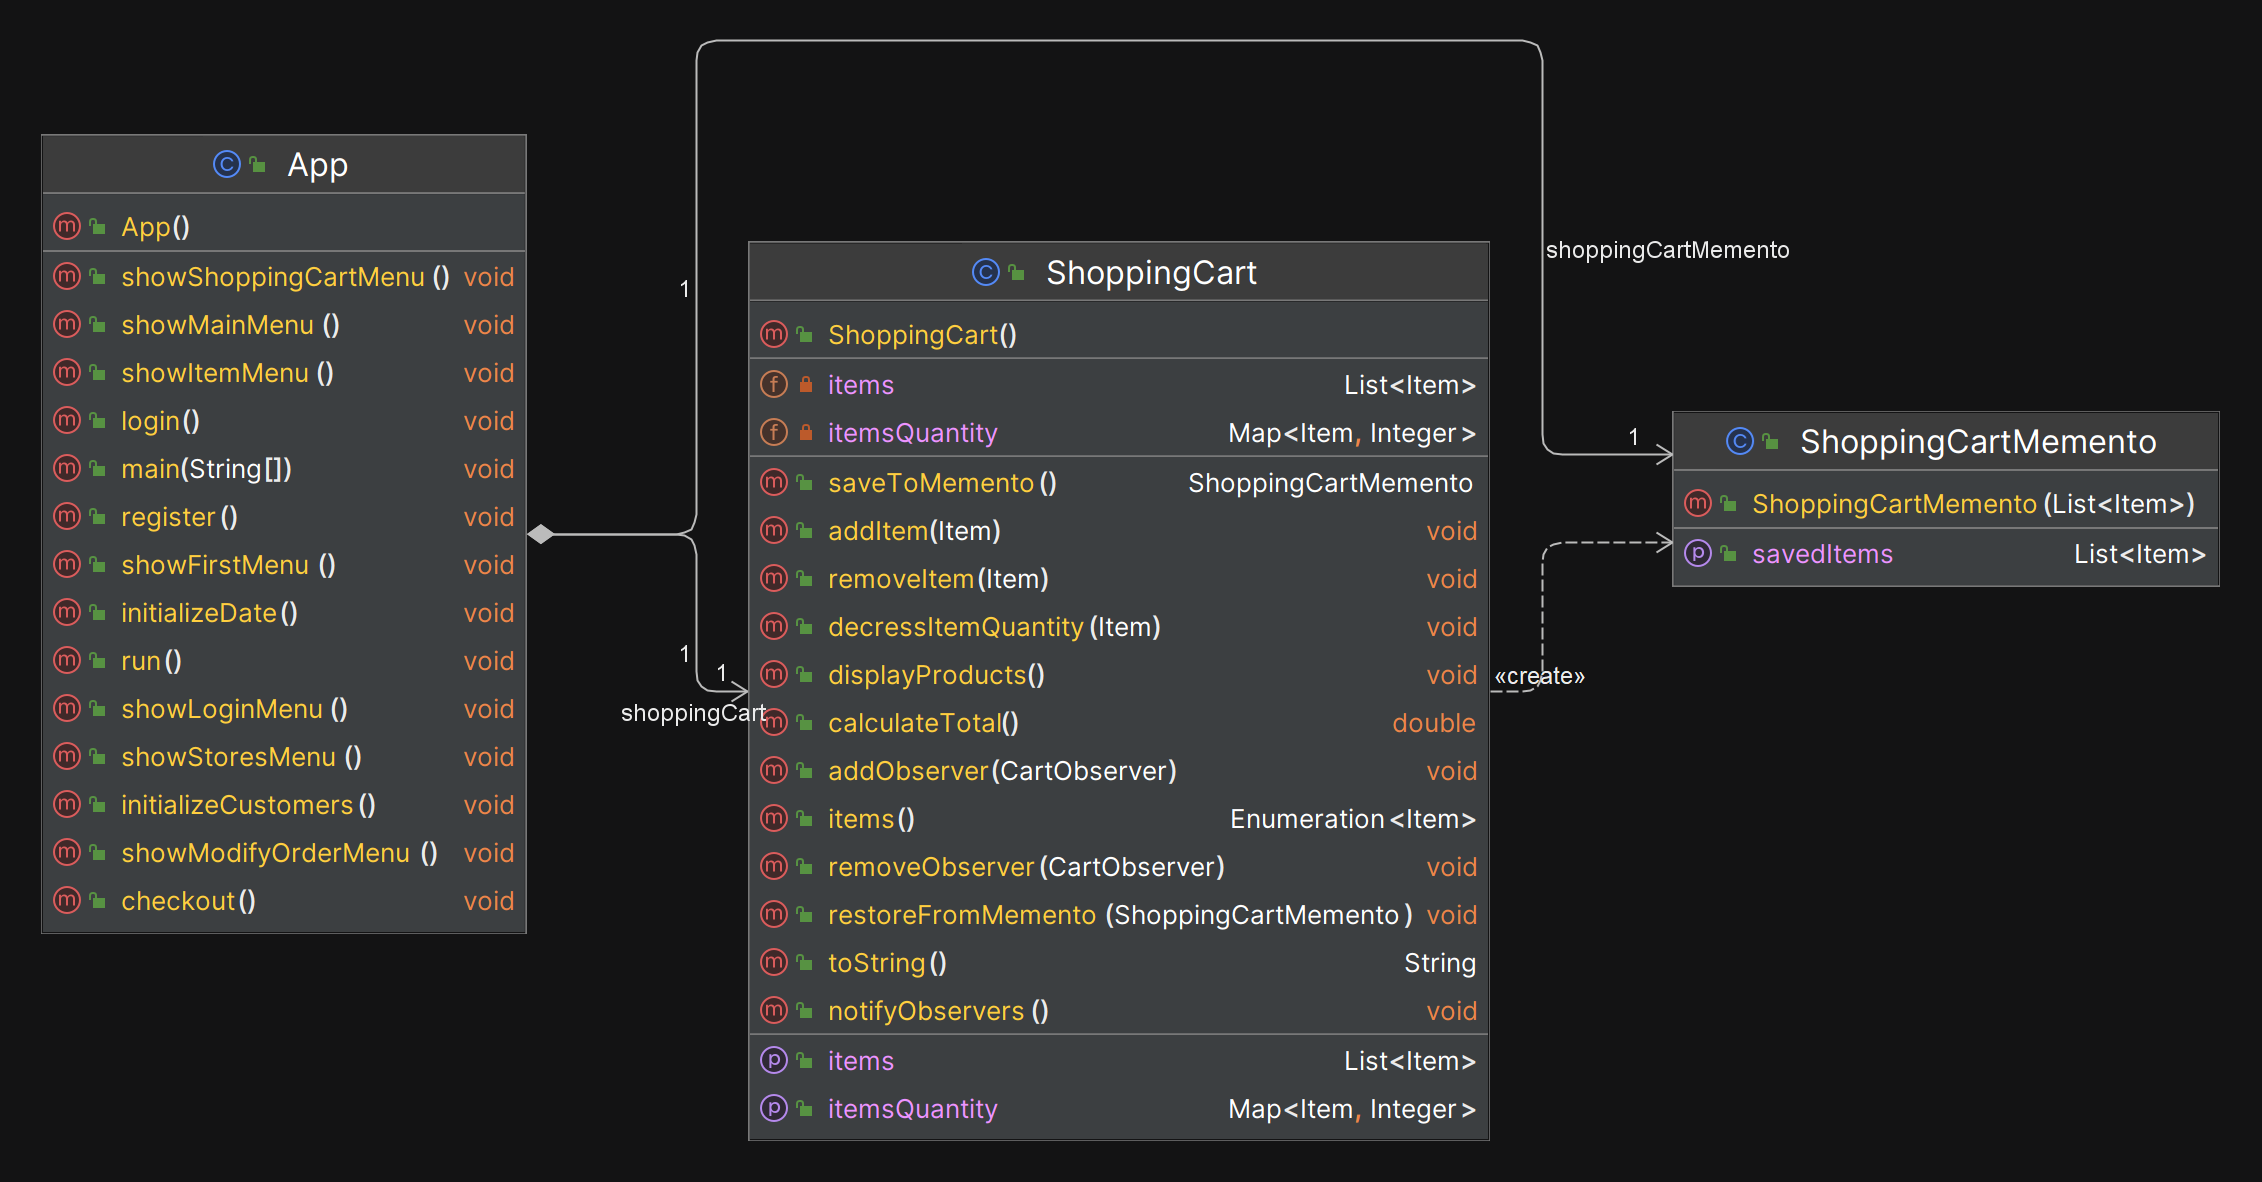 App
App()
showShoppingCartMenu () void
showMainMenu () void
showItemMenu () void
login() void
main(String[]) void
register () void
showFirstMenu () void
initializeDate () void
run() void
showLoginMenu () void
showStoresMenu () void
initializeCustomers () void
showModifyOrderMenu () void
checkout() void
1
1
1
shoppingCart
ShoppingCart
ShoppingCart()
items List<Item>
itemsQuantity Map<Item, Integer>
saveToMemento () ShoppingCartMemento
addItem(Item) void
removeItem(Item) void
decressItemQuantity (Item) void
displayProducts() void
calculateTotal() double
addObserver(CartObserver) void
items() Enumeration<Item>
removeObserver(CartObserver) void
restoreFromMemento (ShoppingCartMemento) void
toString() String
notifyObservers () void
items List<Item>
itemsQuantity Map<Item, Integer>
shoppingCartMemento
1
«create»
ShoppingCartMemento
ShoppingCartMemento (List<Item>)
savedItems List<Item>